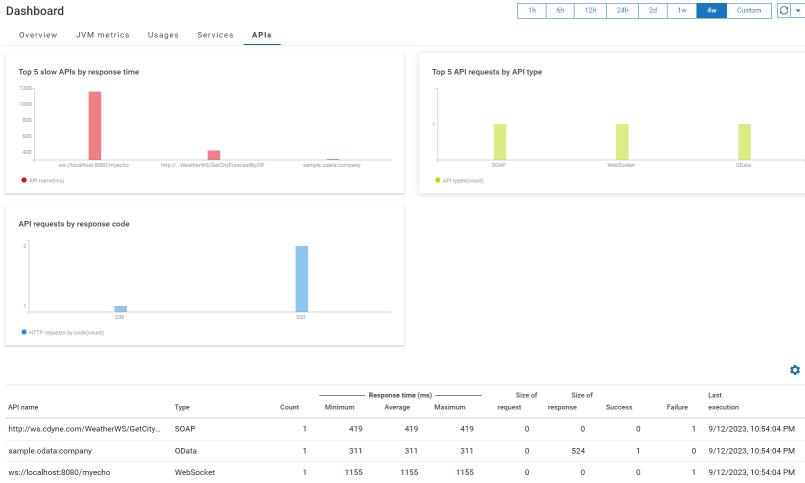 Dashboard
1h 6h 12h 24h 2d 1w 4w Custom
Overview JVM metrics Usages Services APIs
Top 5 slow APIs by response time
1200
1000
800
600
400
ws://localhost:8080/myecho http://...WeatherWS/GetCityForecastByZIP sample.odata:company
API name(ms)
Top 5 API requests by API type
1
SOAP WebSocket OData
API types(count)
API requests by response code
2
1
200 500
HTTP requests by code(count)
Response time (ms) Size of Size of Last
API name Type Count Minimum Average Maximum request response Success Failure execution
http://ws.cdyne.com/WeatherWS/GetCity... SOAP 1 419 419 419 0 0 0 1 9/12/2023, 10:54:04 PM
sample.odata:company OData 1 311 311 311 0 524 1 0 9/12/2023, 10:54:04 PM
ws://localhost:8080/myecho WebSocket 1 1155 1155 1155 0 0 0 1 9/12/2023, 10:54:04 PM